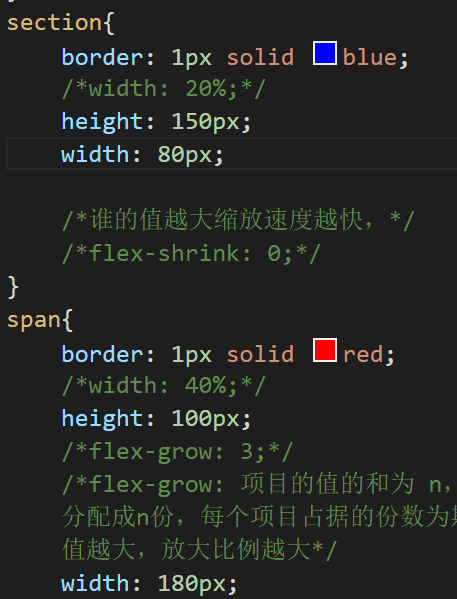 section{
border: 1px solid blue;
/*width: 20%;*/
height: 150px;
width: 80px;
/*谁的值越大缩放速度越快，*/
/*flex-shrink: 0;*/
}
span{
border: 1px solid red;
/*width: 40%;*/
height: 100px;
/*flex-grow: 3;*/
/*flex-grow: 项目的值的和为 n，
分配成n份，每个项目占据的份数为
值越大，放大比例越大*/
width: 180px;